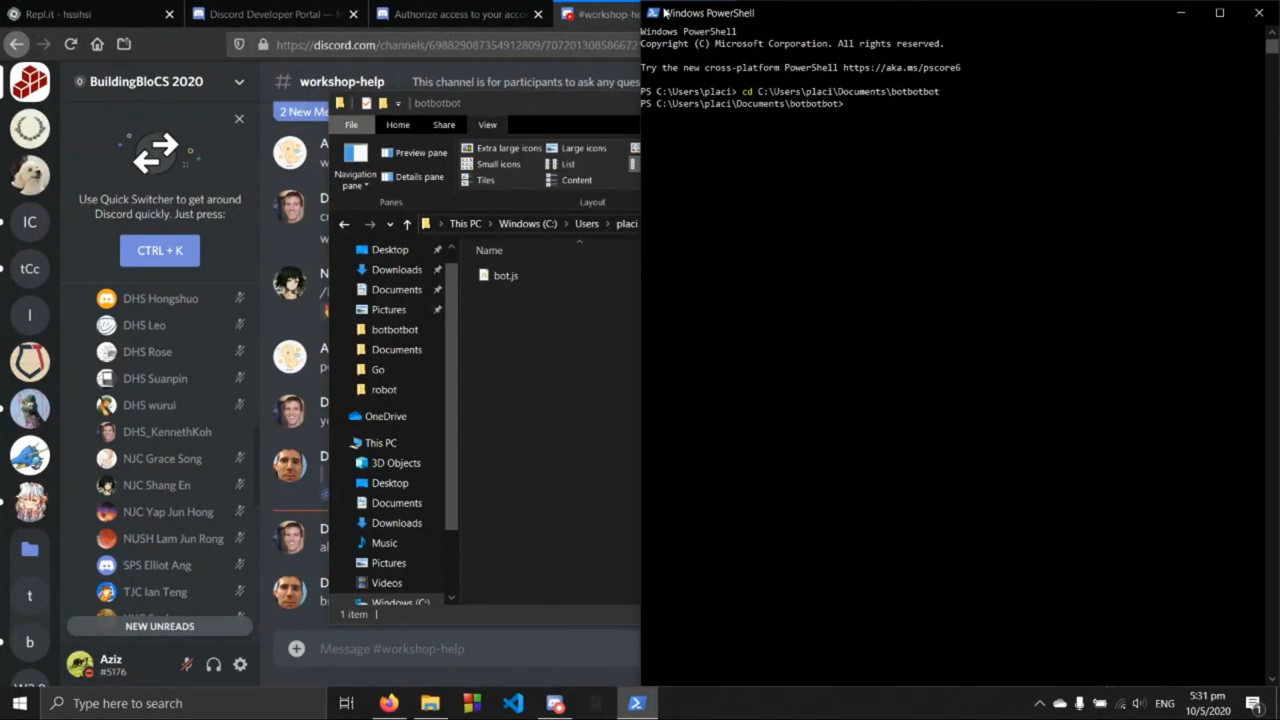 Repl.it - hssihsi
Discord Developer Portal — M
Authorize access to your acco
#workshop-he
https://discord.com/channels/698829087354912809/7072013085866
BuildingBloCS 2020
# workshop-help
This channel is for participants to ask any ques
2 New Me
Use Quick Switcher to get around
Discord quickly. Just press:
CTRL + K
DHS Hongshuo
DHS Leo
DHS Rose
DHS Suanpin
DHS wurui
DHS_KennethKoh
NJC Grace Song
NJC Shang En
NJC Yap Jun Hong
NUSH Lam Jun Rong
SPS Elliot Ang
TJC Ian Teng
NEW UNREADS
Aziz
#5176
IC
tCc
I
t
b
Message #workshop-help
botbotbot
File
Home
Share
View
Navigation
pane
Preview pane
Details pane
Panes
Extra large icons
Large icons
Small icons
List
Tiles
Content
Layout
This PC
Windows (C:)
Users
placi
Name
bot.js
Desktop
Downloads
Documents
Pictures
botbotbot
Documents
Go
robot
OneDrive
This PC
3D Objects
Desktop
Documents
Downloads
Music
Pictures
Videos
Windows (C:)
1 item
Windows PowerShell
Windows PowerShell
Copyright (C) Microsoft Corporation. All rights reserved.
Try the new cross-platform PowerShell https://aka.ms/pscore6
PS C:\Users\placi> cd C:\Users\placi\Documents\botbotbot
PS C:\Users\placi\Documents\botbotbot>
Type here to search
ENG
5:31 pm
10/5/2020
1